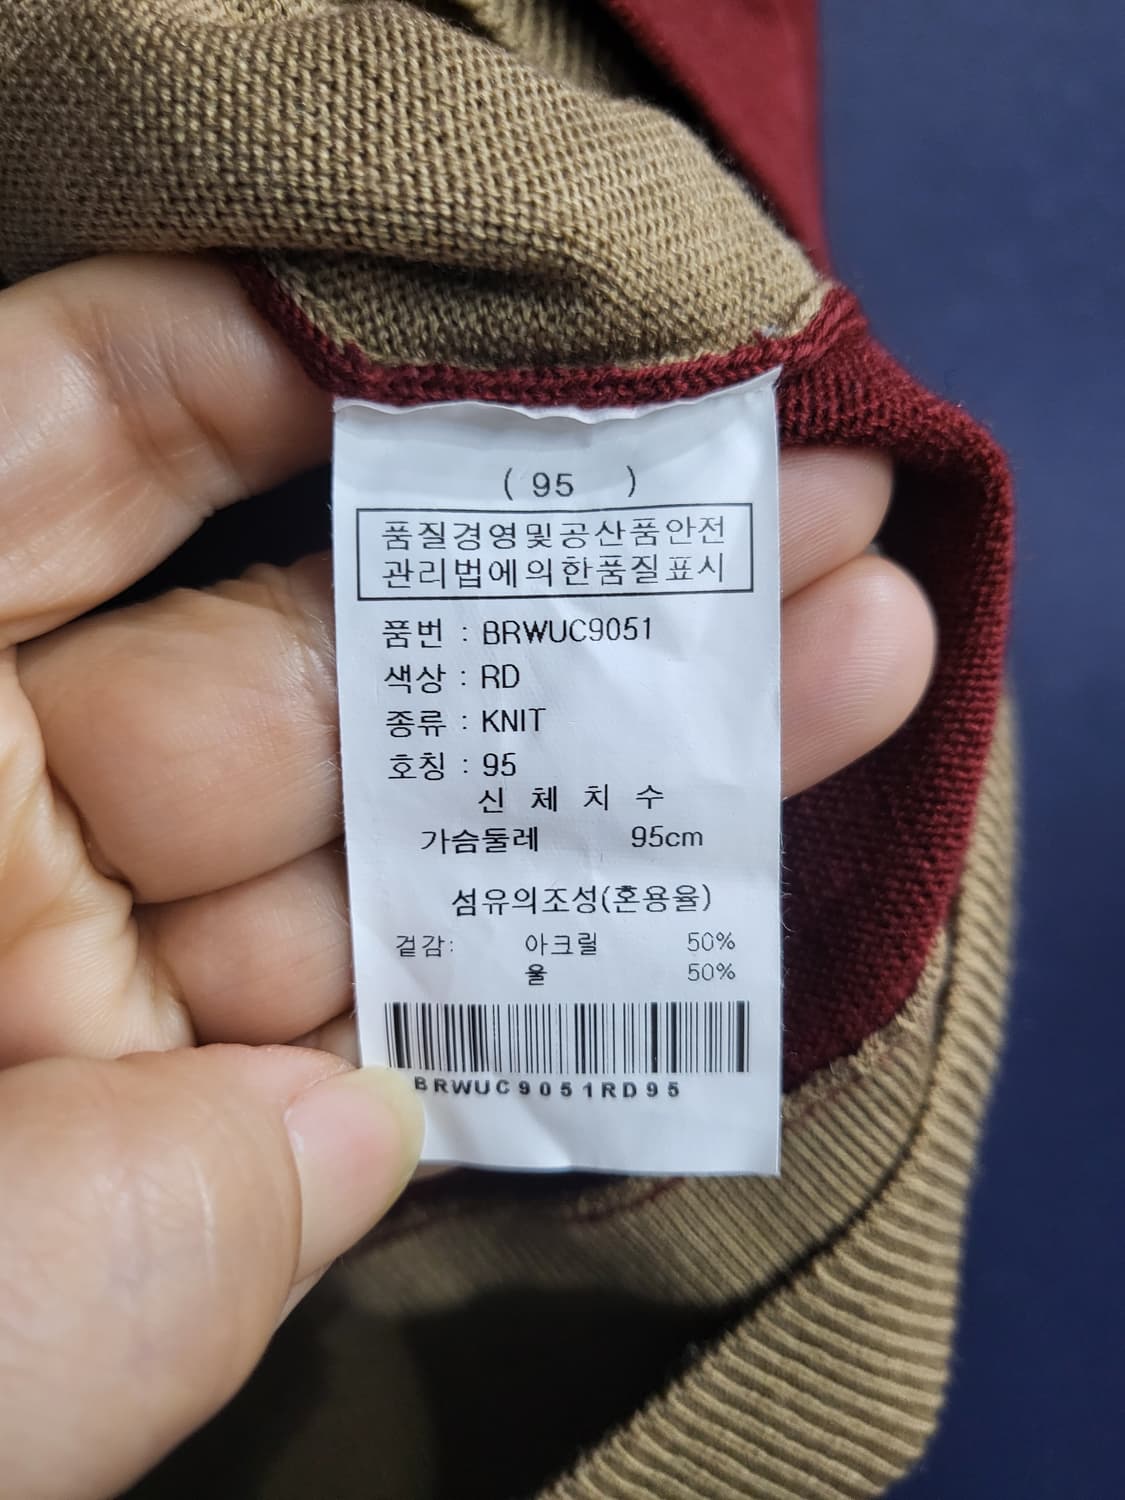 ( 95 )
품질경영및공산품안전
관리법에의한품질표시
품번 : BRWUC9051
색상 : RD
종류 : KNIT
호칭 : 95
신 체 치 수
가슴둘레 95cm
섬유의조성(혼용율)
겉감: 아크릴 50%
울 50%
BRWUC9051RD95